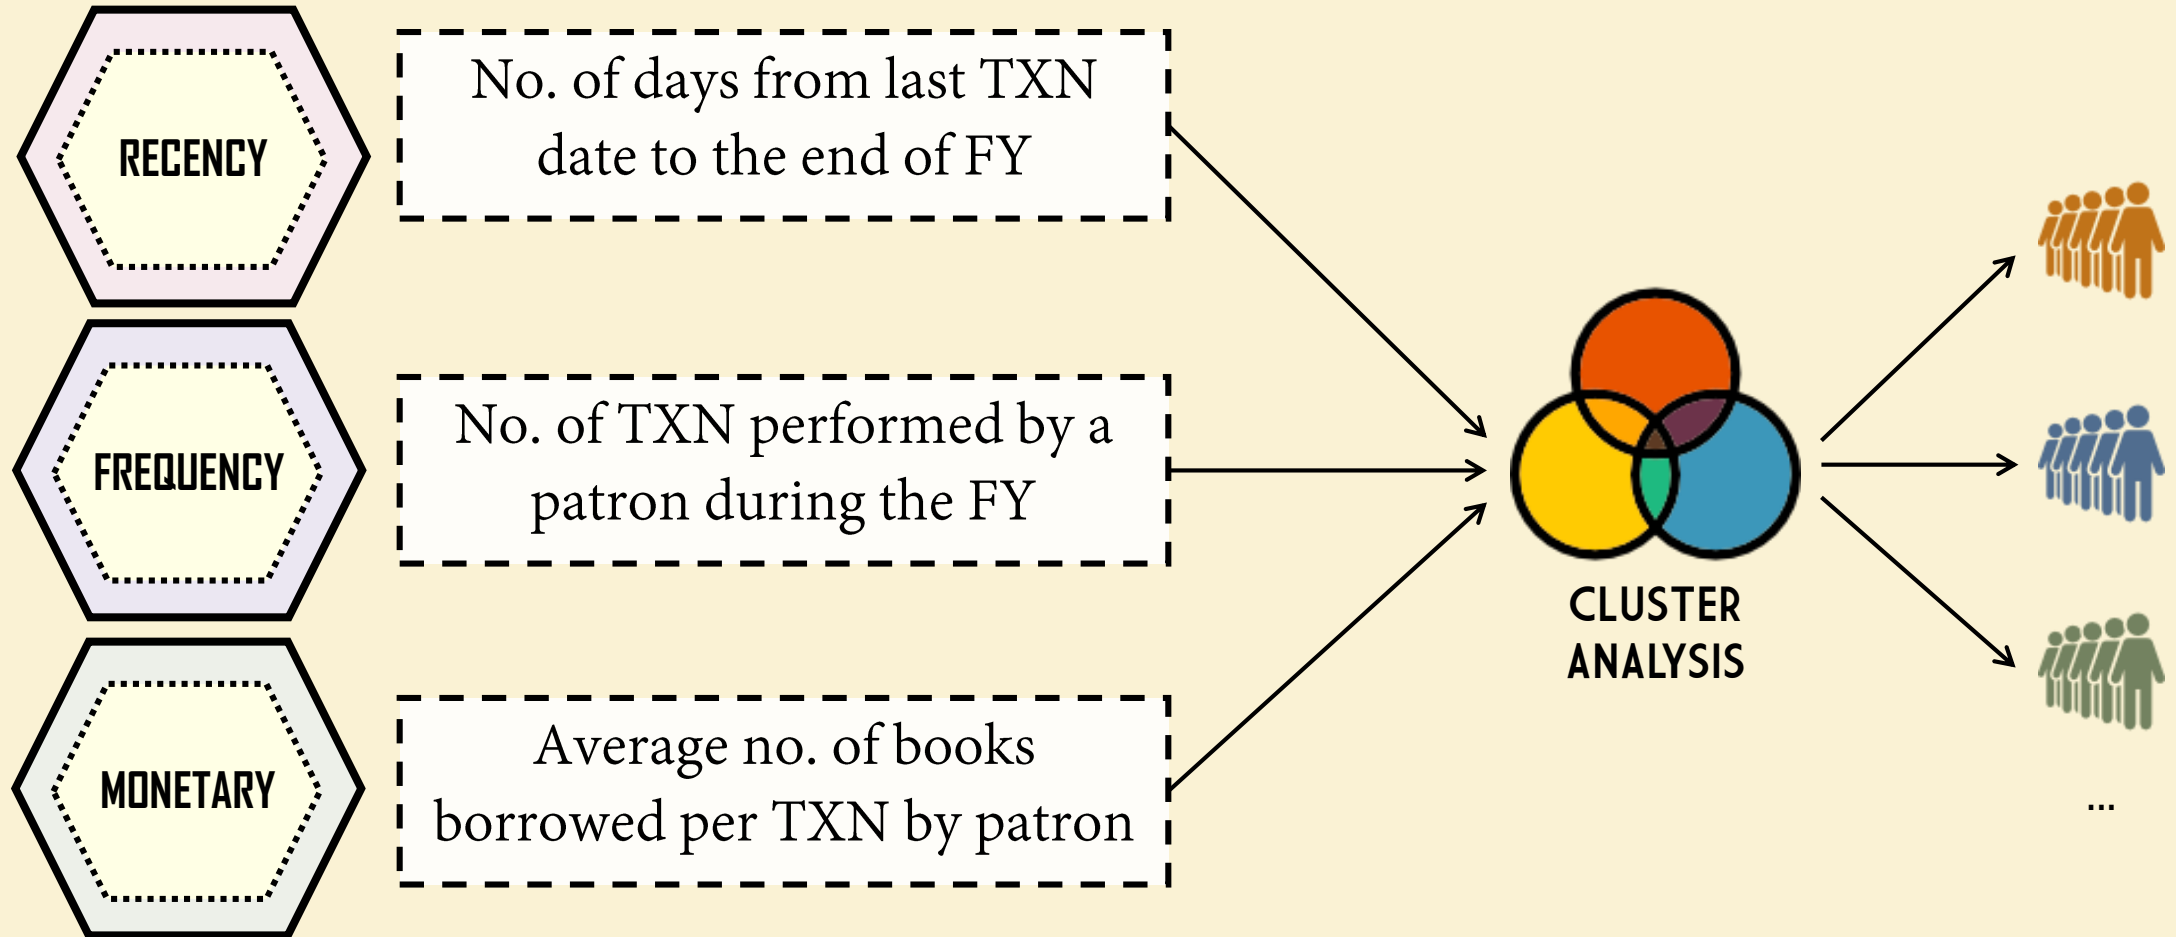 RECENCY
No. of days from last TXN
date to the end of FY
FREQUENCY
No. of TXN performed by a
patron during the FY
MONETARY
Average no. of books
borrowed per TXN by patron
CLUSTER
ANALYSIS
...